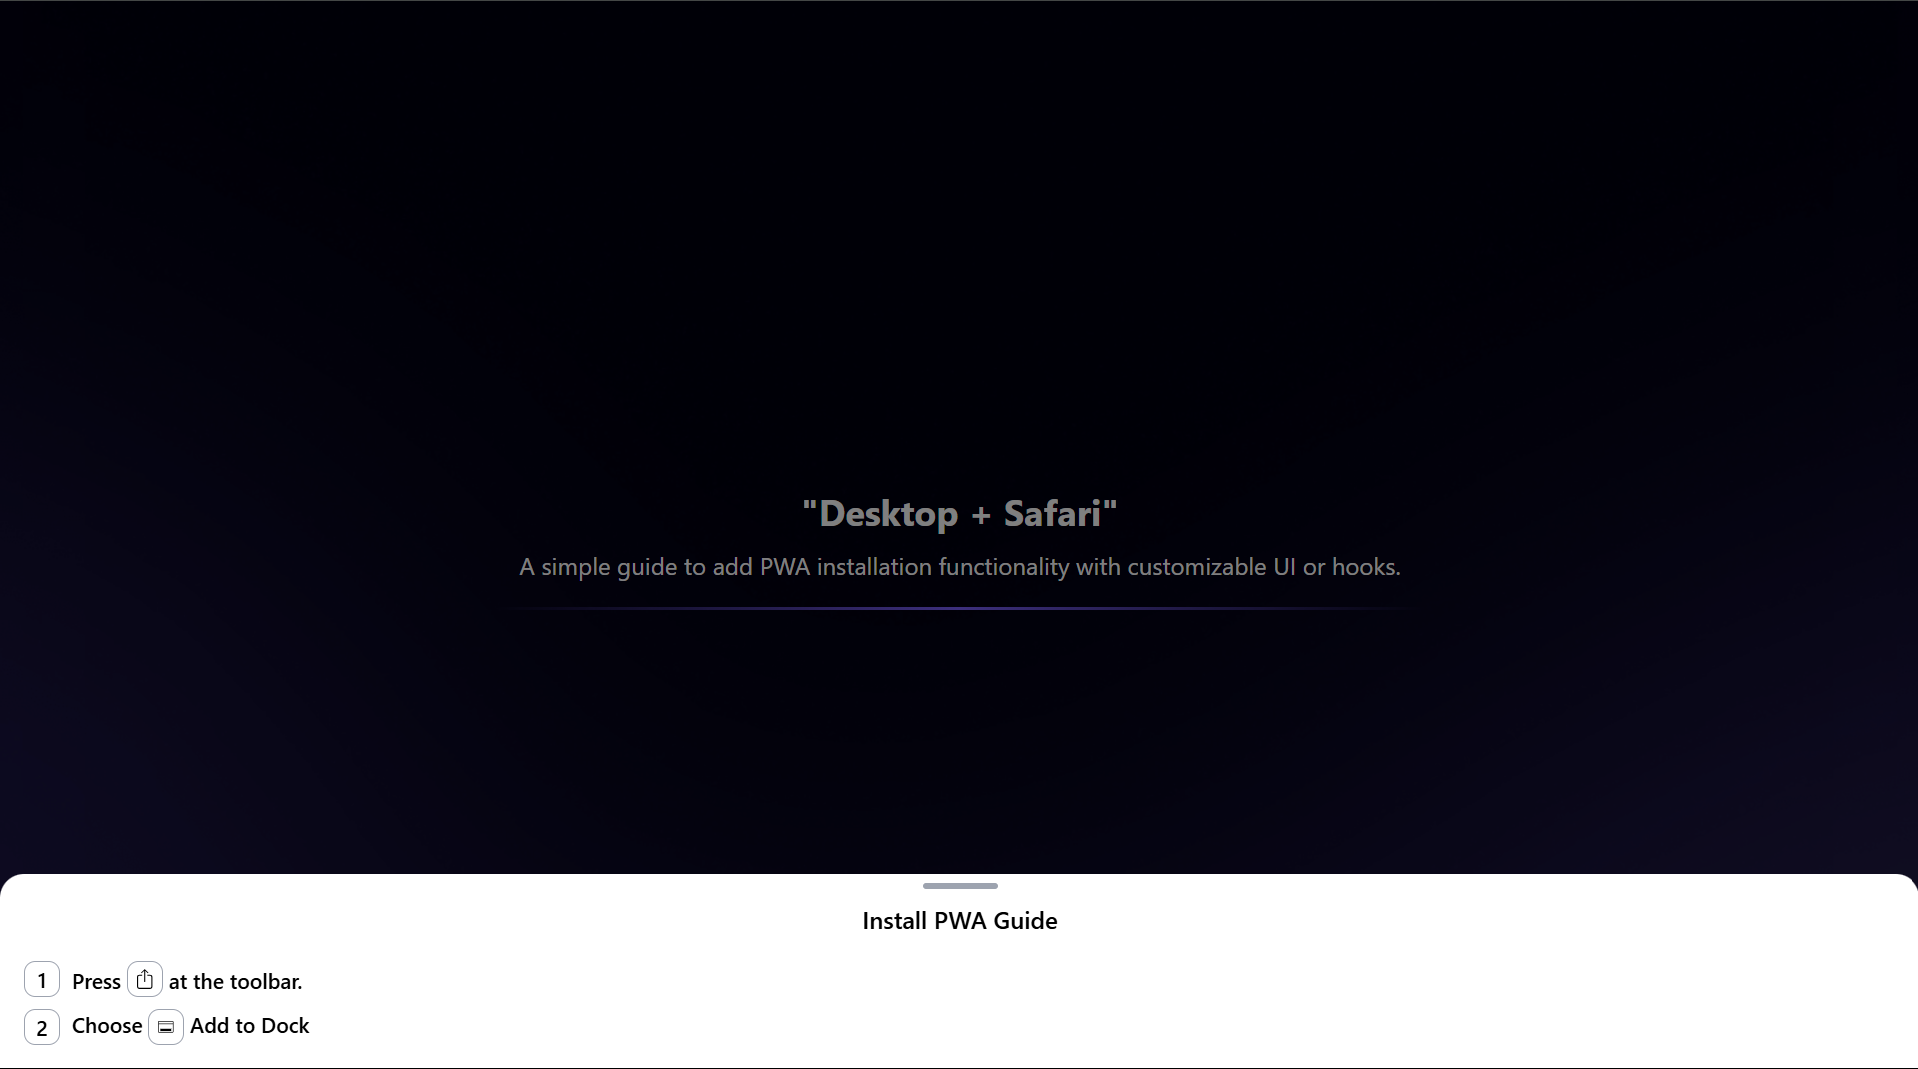 "Desktop + Safari"
A simple guide to add PWA installation functionality with customizable UI or hooks.
Install PWA Guide
1 Press at the toolbar.
2 Choose Add to Dock